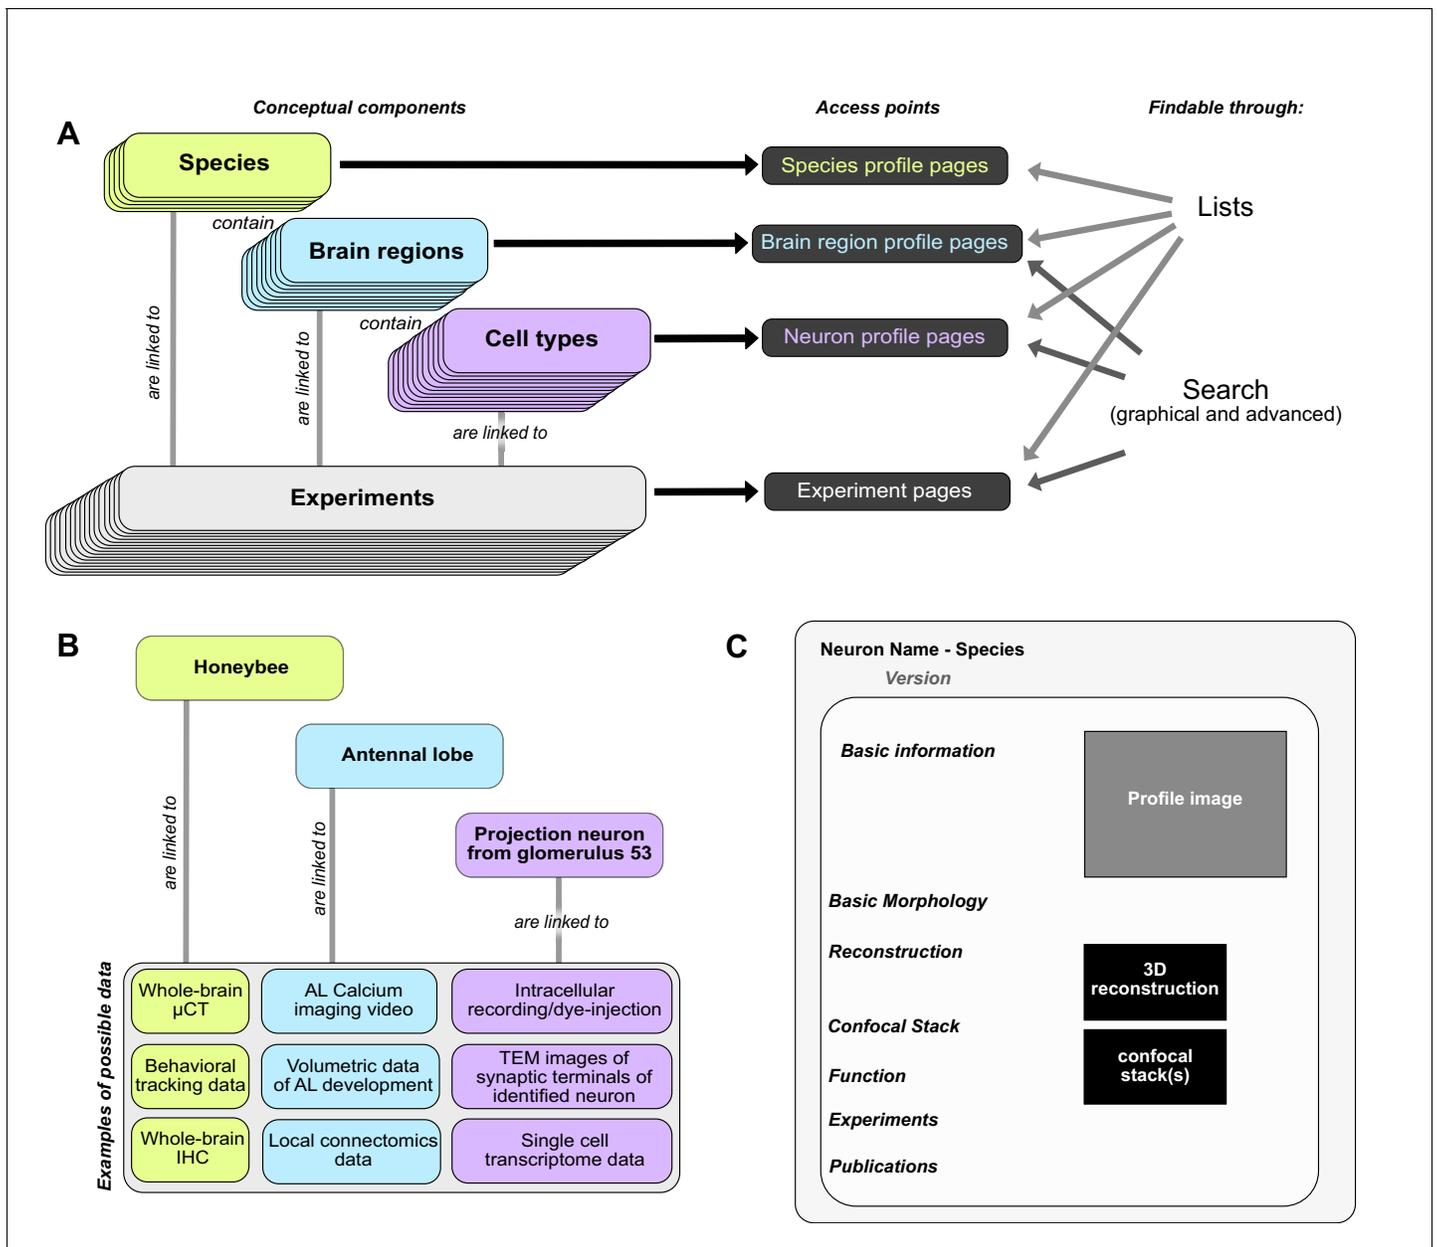 Conceptual components
Access points
Findable through:
A
Species
Species profile pages
Lists
contain
Brain regions
Brain region profile pages
are linked to
are linked to
contain
Cell types
Neuron profile pages
Search
(graphical and advanced)
are linked to
Experiments
Experiment pages
B
Honeybee
Antennal lobe
Projection neuron
from glomerulus 53
are linked to
are linked to
are linked to
Examples of possible data
Whole-brain
µCT
AL Calcium
imaging video
Intracellular
recording/dye-injection
Behavioral
tracking data
Volumetric data
of AL development
TEM images of
synaptic terminals of
identified neuron
Whole-brain
IHC
Local connectomics
data
Single cell
transcriptome data
C
Neuron Name - Species
Version
Basic information
Profile image
Basic Morphology
Reconstruction
3D
reconstruction
Confocal Stack
confocal
stack(s)
Function
Experiments
Publications